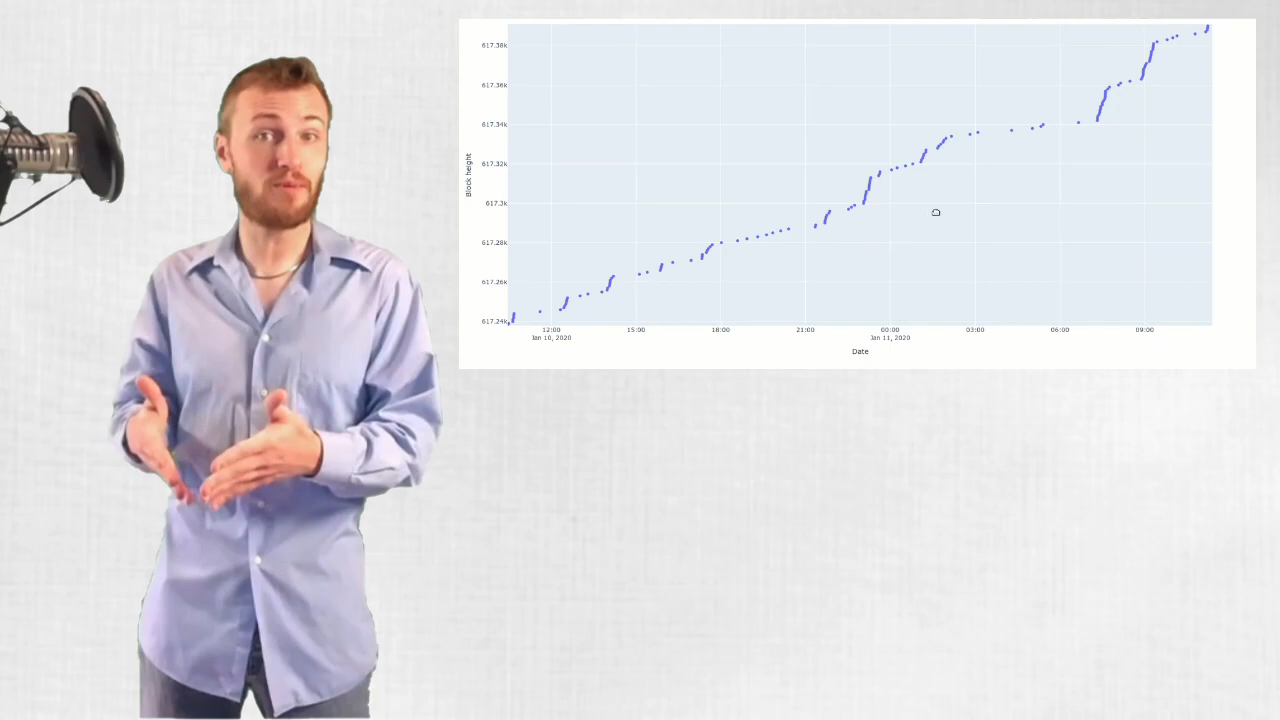 617.38k
617.36k
617.34k
617.32k
617.3k
617.28k
617.26k
617.24k
Block height
12:00 15:00 18:00 21:00 00:00 03:00 06:00 09:00
Jan 10, 2020 Jan 11, 2020
Date